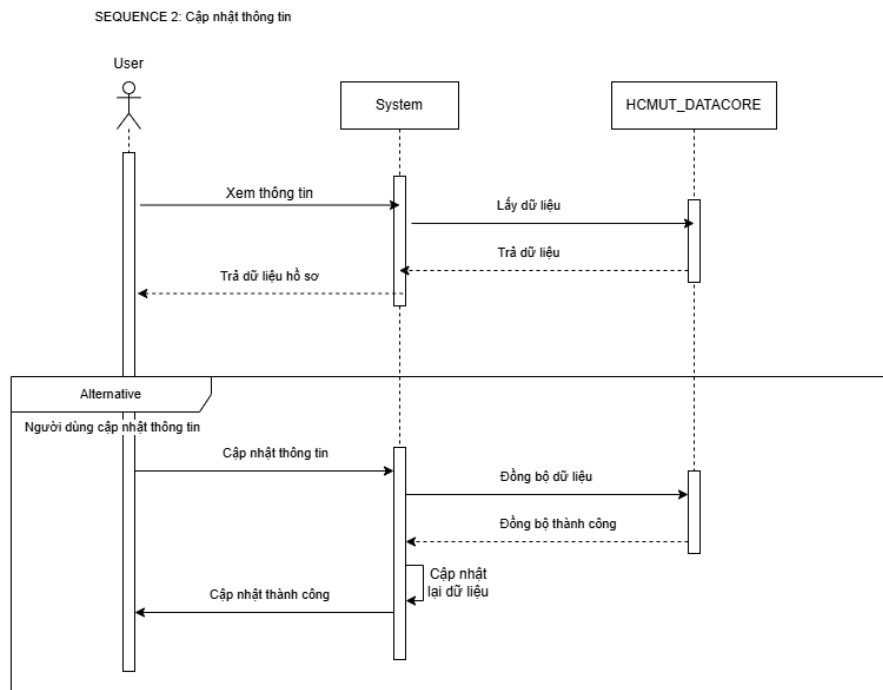 SEQUENCE 2: Cập nhật thông tin
User
System
HCMUT_DATACORE
Xem thông tin
Lấy dữ liệu
Trả dữ liệu
Trả dữ liệu hồ sơ
Alternative
Người dùng cập nhật thông tin
Cập nhật thông tin
Đồng bộ dữ liệu
Đồng bộ thành công
Cập nhật
lại dữ liệu
Cập nhật thành công